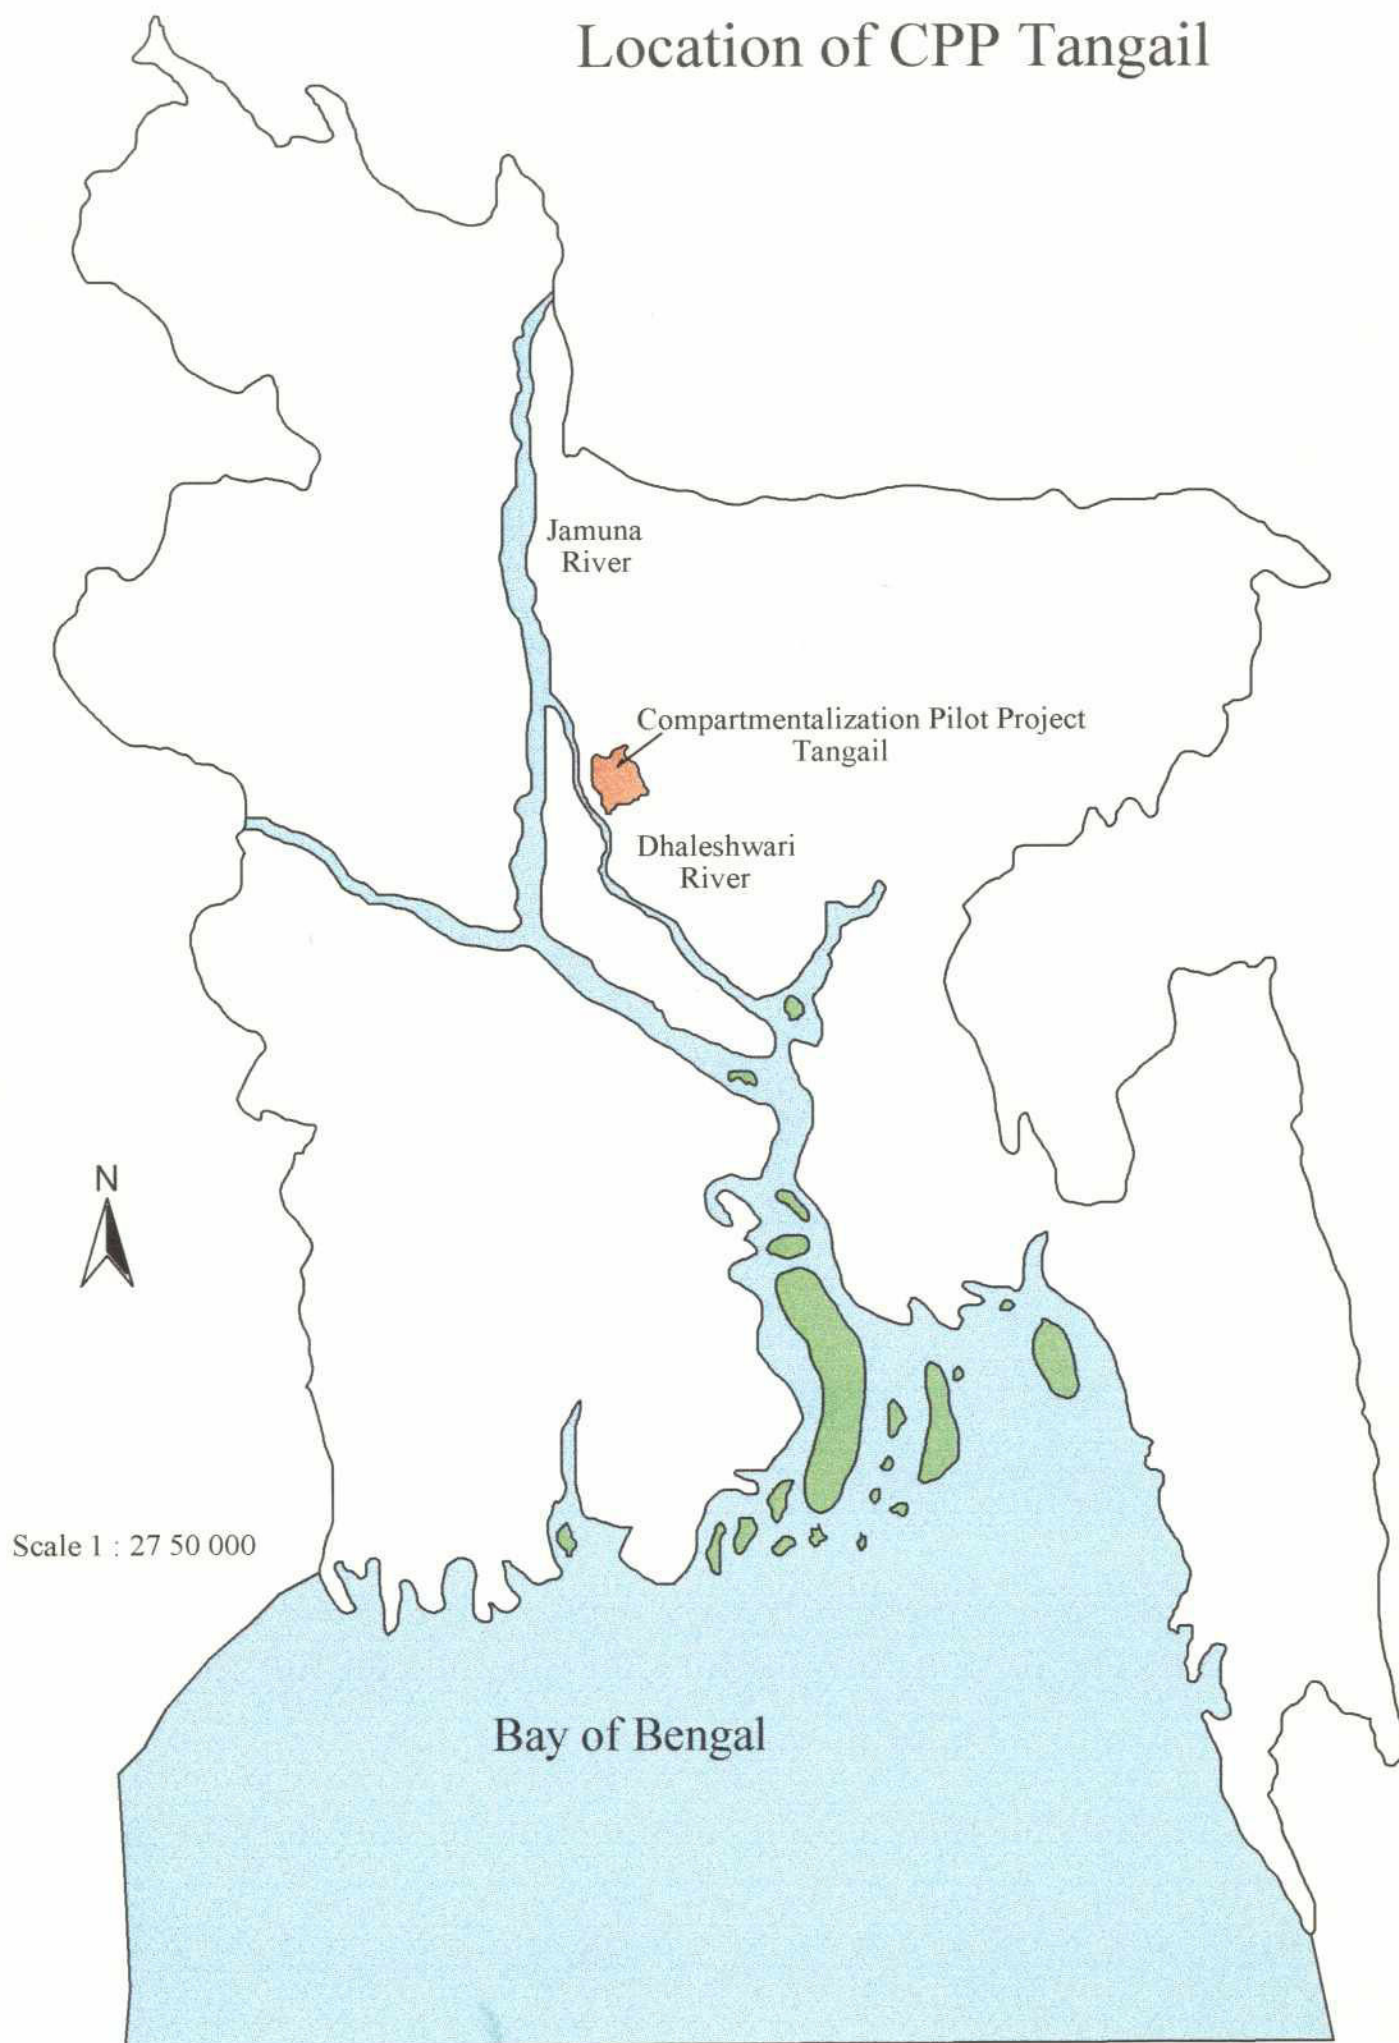 Location of CPP Tangail
Jamuna
River
Compartmentalization Pilot Project
Tangail
Dhaleshwari
River
N
Scale 1 : 27 50 000
Bay of Bengal